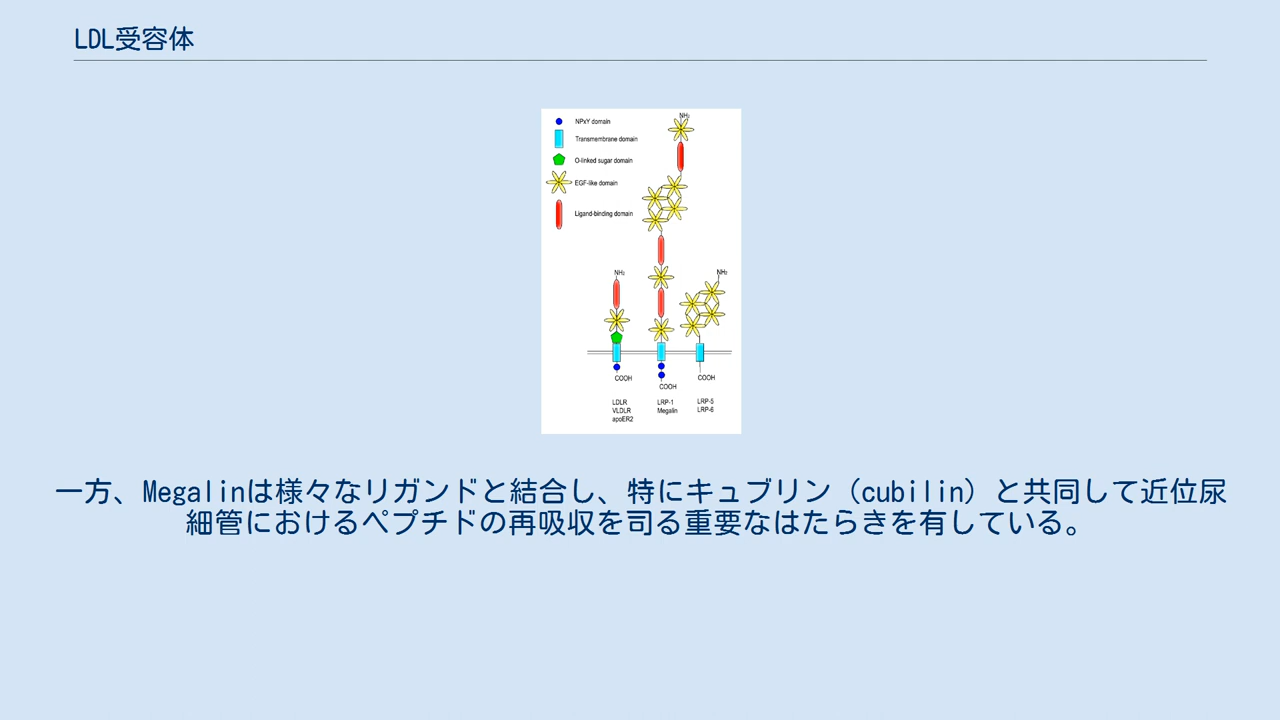 LDL受容体
NPxY domain
Transmembrane domain
O-linked sugar domain
EGF-like domain
Ligand-binding domain
NH₂
NH₂
NH₂
COOH
COOH
COOH
LDLR
VLDLR
apoER2
LRP-1
Megalin
LRP-5
LRP-6
一方、Megalinは様々なリガンドと結合し、特にキュブリン（cubilin）と共同して近位尿
細管におけるペプチドの再吸収を司る重要なはたらきを有している。